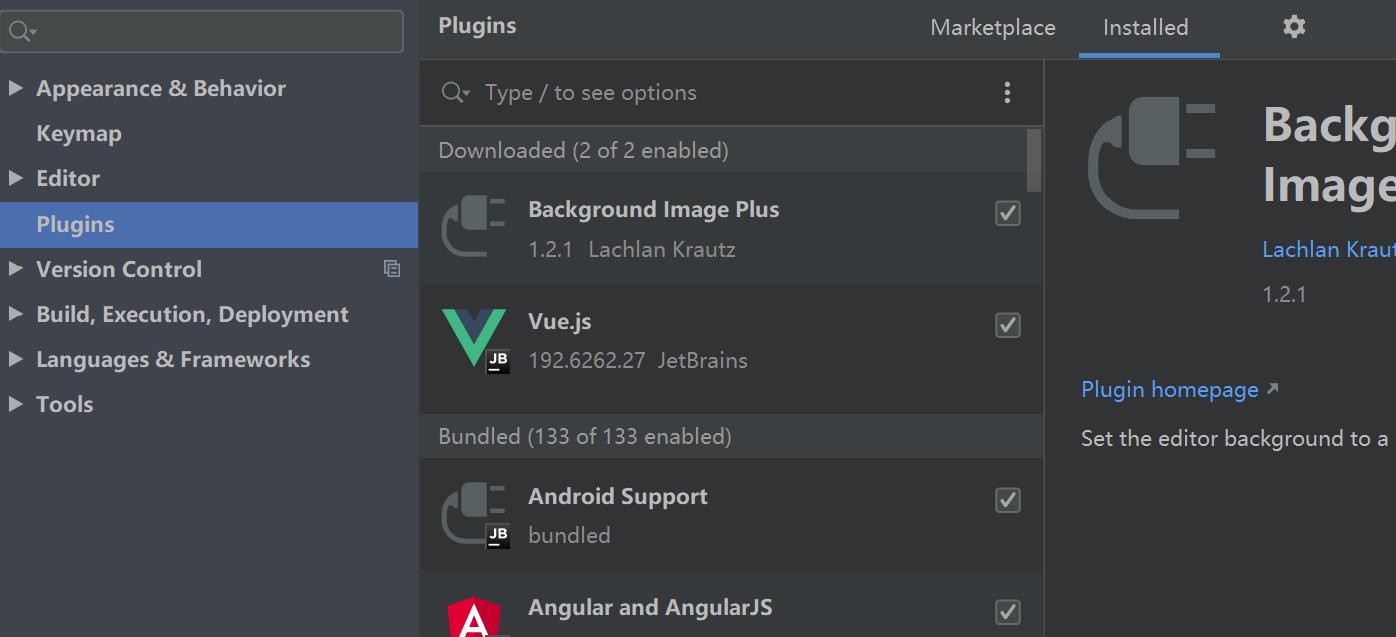 Plugins
Marketplace
Installed
Appearance & Behavior
Keymap
Editor
Plugins
Version Control
Build, Execution, Deployment
Languages & Frameworks
Tools
Type / to see options
Downloaded (2 of 2 enabled)
Background Image Plus
1.2.1 Lachlan Krautz
Vue.js
JB
192.6262.27 JetBrains
Bundled (133 of 133 enabled)
Android Support
JB
bundled
Angular and AngularJS
A
Backg
Image
Lachlan Kraut
1.2.1
Plugin homepage
Set the editor background to a